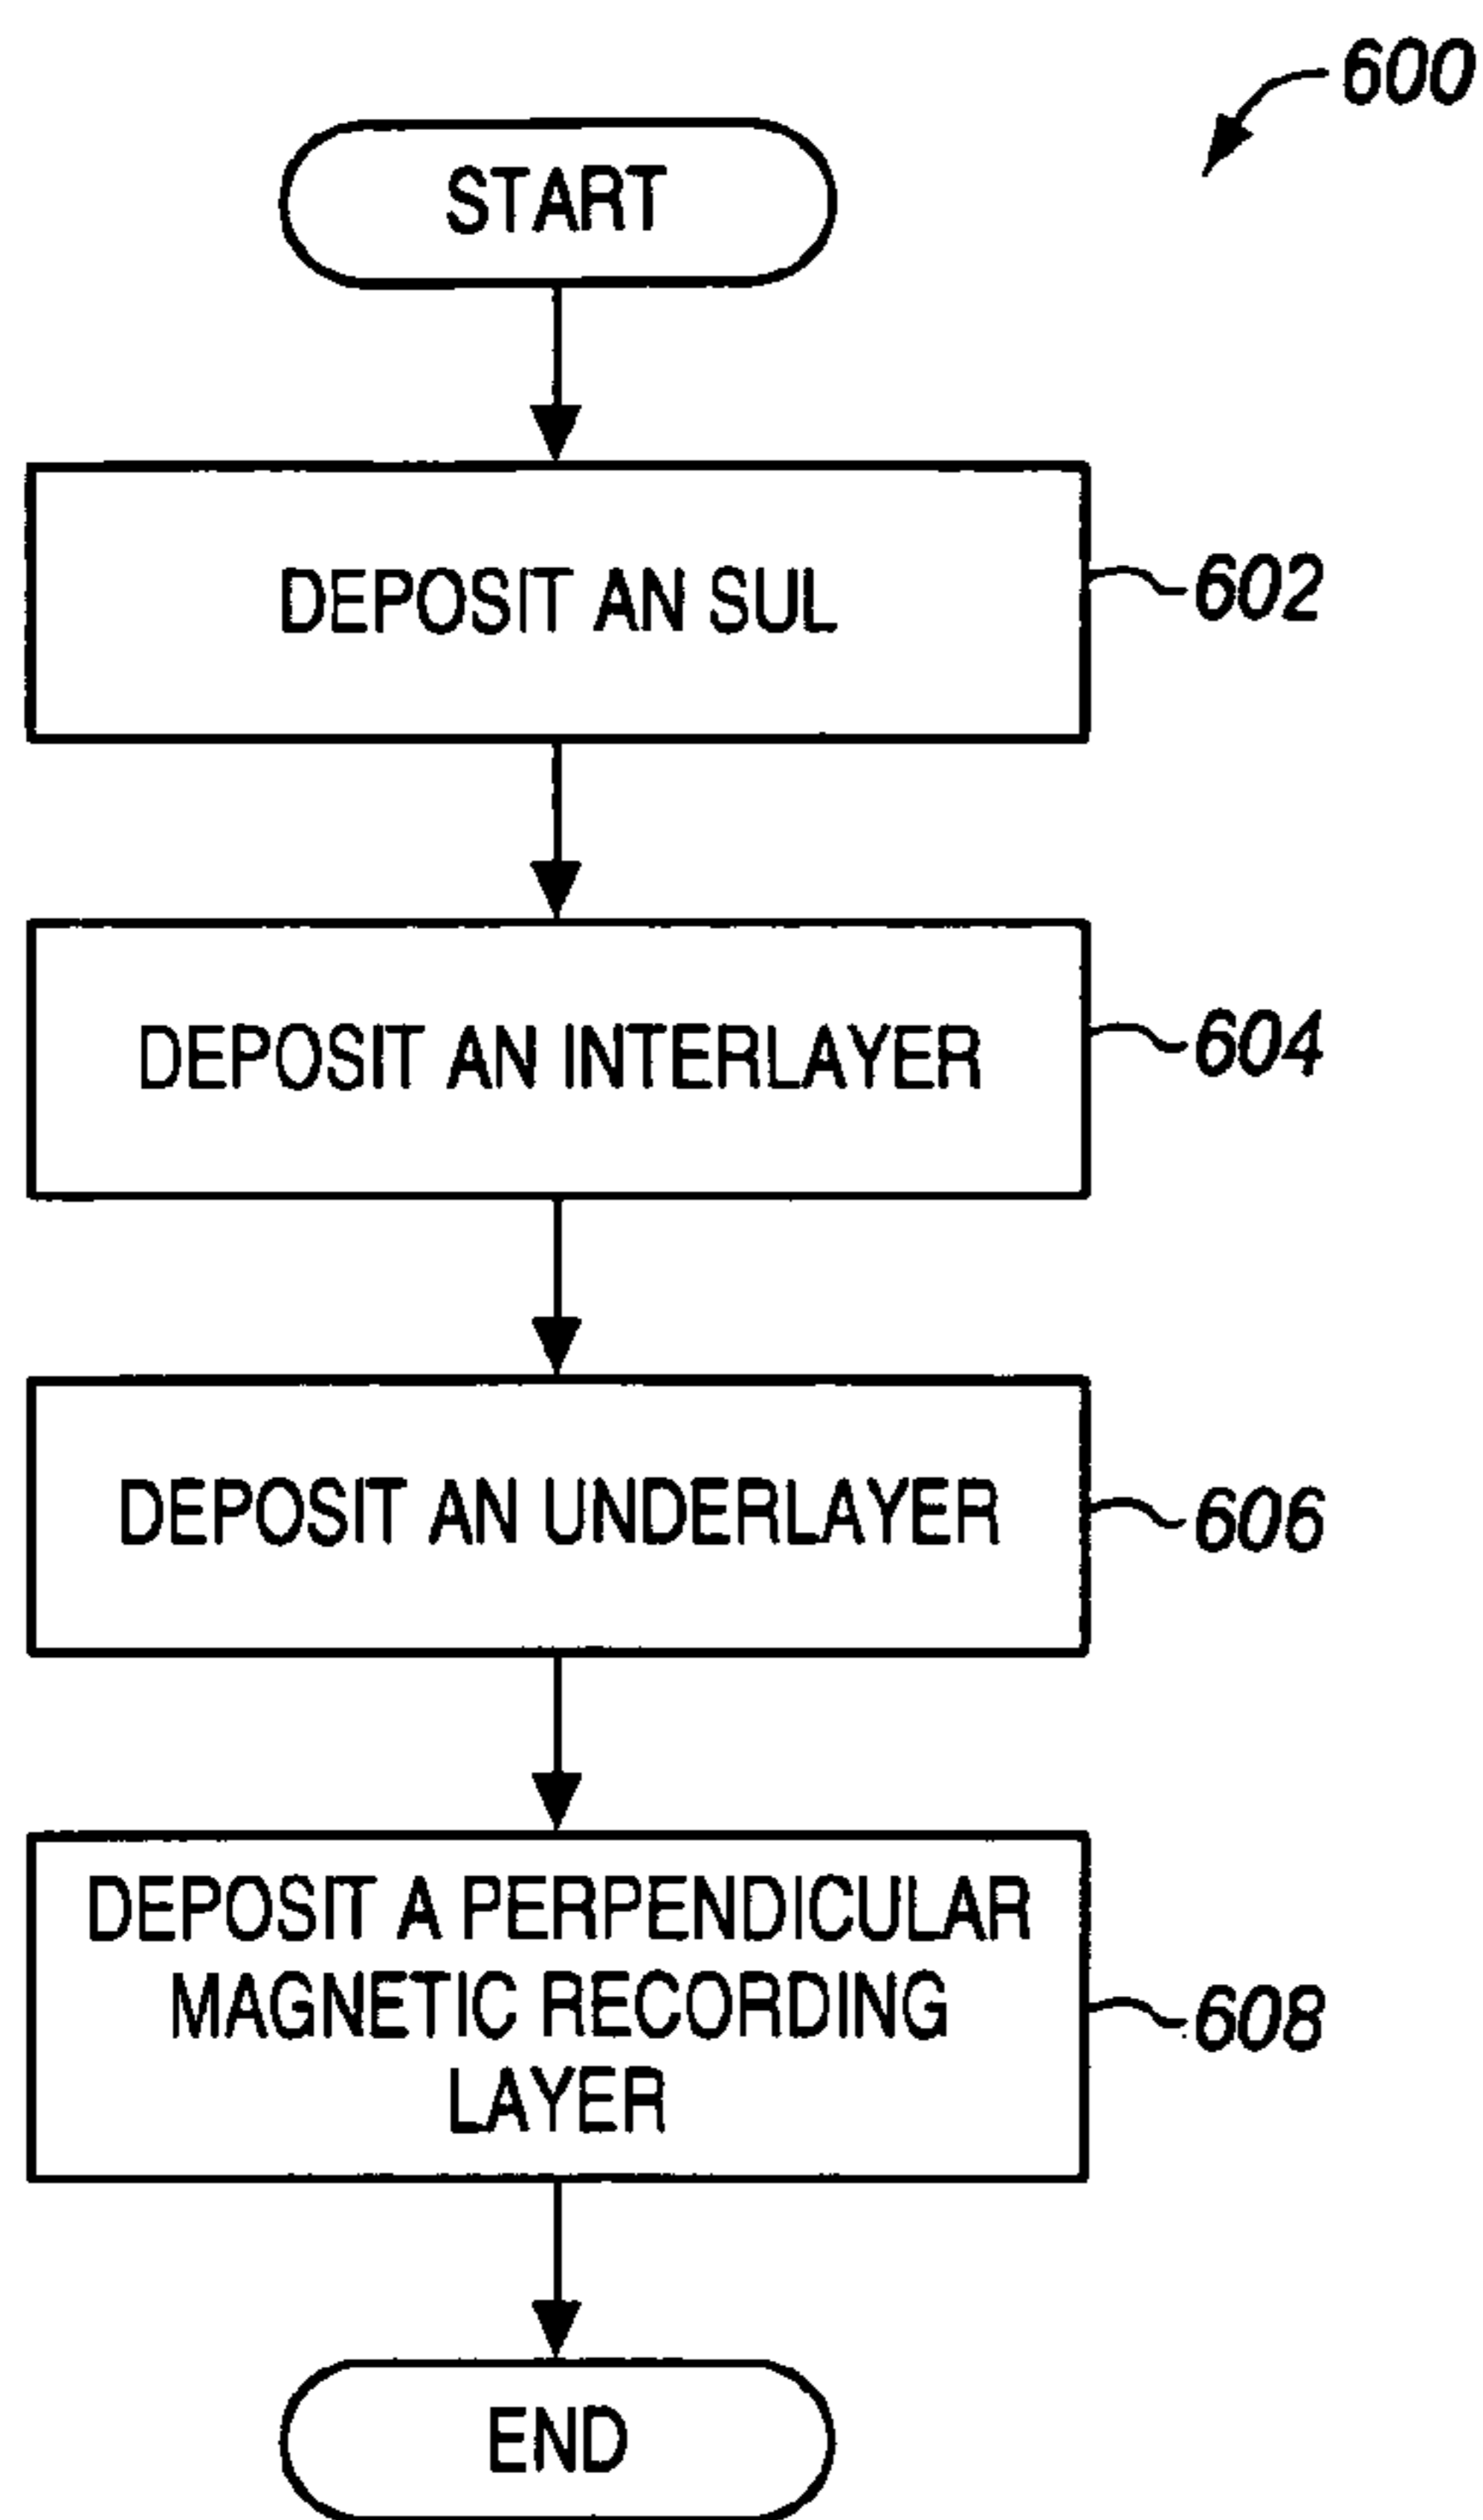 600
START
DEPOSIT AN SUL
602
DEPOSIT AN INTERLAYER
604
DEPOSIT AN UNDERLAYER
606
DEPOSIT A PERPENDICULAR
MAGNETIC RECORDING
LAYER
608
END